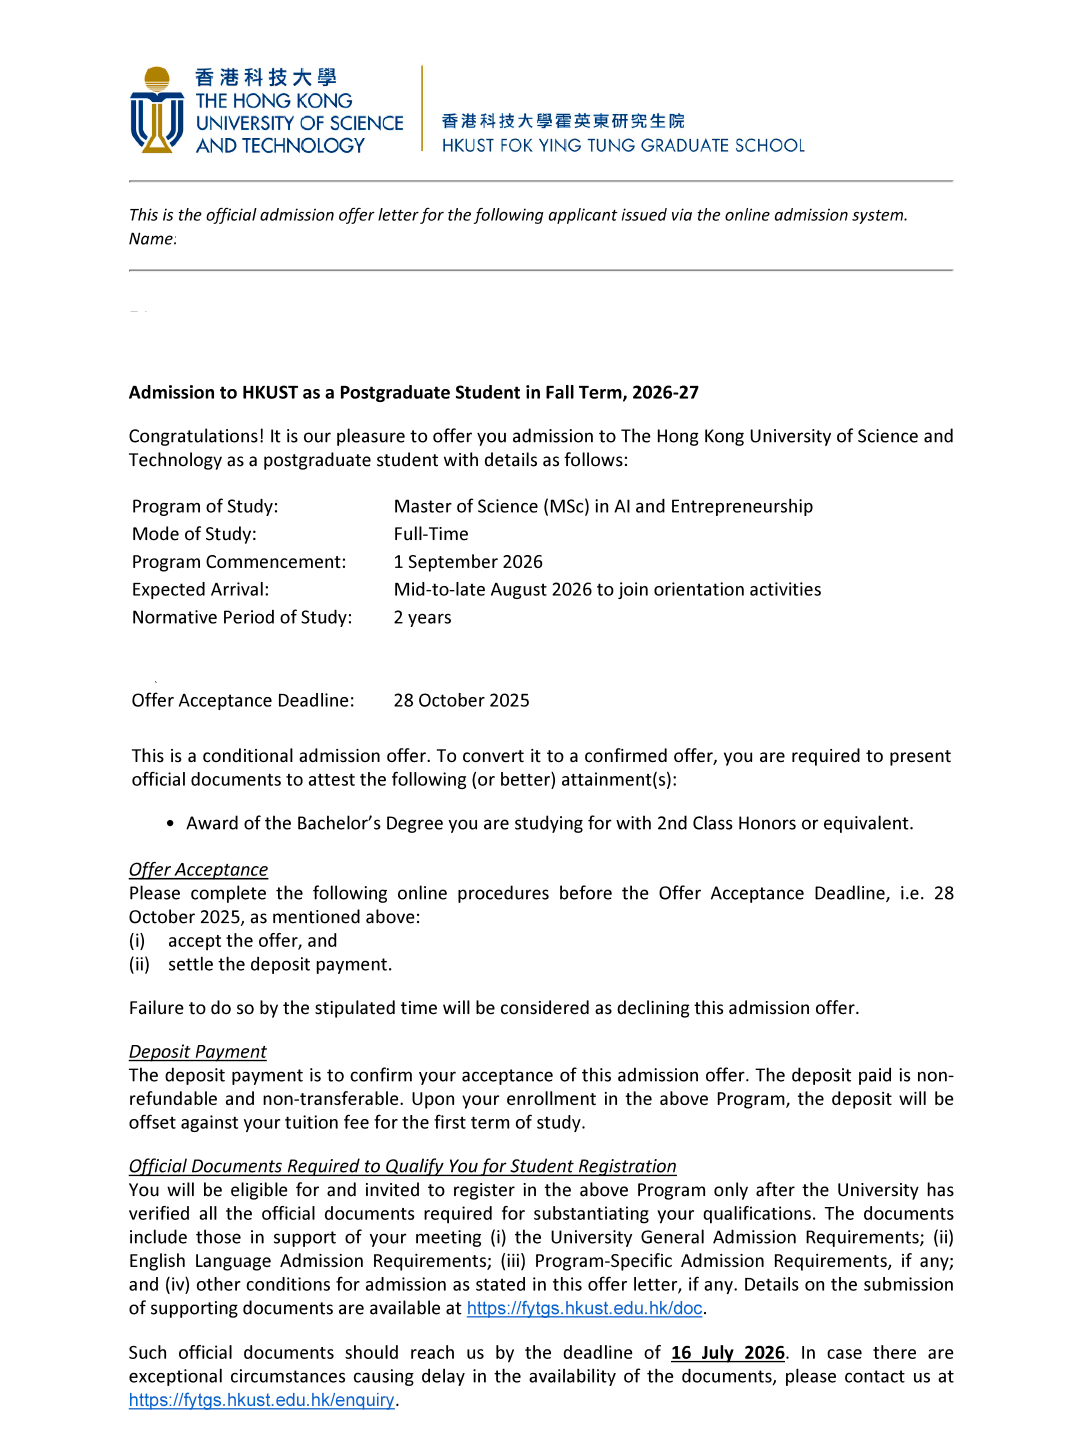 香港科技大學
THE HONG KONG
UNIVERSITY OF SCIENCE
AND TECHNOLOGY
香港科技大學霍英東研究生院
HKUST FOK YING TUNG GRADUATE SCHOOL
This is the official admission offer letter for the following applicant issued via the online admission system.
Name:
Admission to HKUST as a Postgraduate Student in Fall Term, 2026-27
Congratulations! It is our pleasure to offer you admission to The Hong Kong University of Science and
Technology as a postgraduate student with details as follows:
Program of Study: Master of Science (MSc) in AI and Entrepreneurship
Mode of Study: Full-Time
Program Commencement: 1 September 2026
Expected Arrival: Mid-to-late August 2026 to join orientation activities
Normative Period of Study: 2 years
Offer Acceptance Deadline: 28 October 2025
This is a conditional admission offer. To convert it to a confirmed offer, you are required to present
official documents to attest the following (or better) attainment(s):
• Award of the Bachelor's Degree you are studying for with 2nd Class Honors or equivalent.
Offer Acceptance
Please complete the following online procedures before the Offer Acceptance Deadline, i.e. 28
October 2025, as mentioned above:
(i) accept the offer, and
(ii) settle the deposit payment.
Failure to do so by the stipulated time will be considered as declining this admission offer.
Deposit Payment
The deposit payment is to confirm your acceptance of this admission offer. The deposit paid is non-
refundable and non-transferable. Upon your enrollment in the above Program, the deposit will be
offset against your tuition fee for the first term of study.
Official Documents Required to Qualify You for Student Registration
You will be eligible for and invited to register in the above Program only after the University has
verified all the official documents required for substantiating your qualifications. The documents
include those in support of your meeting (i) the University General Admission Requirements; (ii)
English Language Admission Requirements; (iii) Program-Specific Admission Requirements, if any;
and (iv) other conditions for admission as stated in this offer letter, if any. Details on the submission
of supporting documents are available at https://fytgs.hkust.edu.hk/doc.
Such official documents should reach us by the deadline of 16 July 2026. In case there are
exceptional circumstances causing delay in the availability of the documents, please contact us at
https://fytgs.hkust.edu.hk/enquiry.